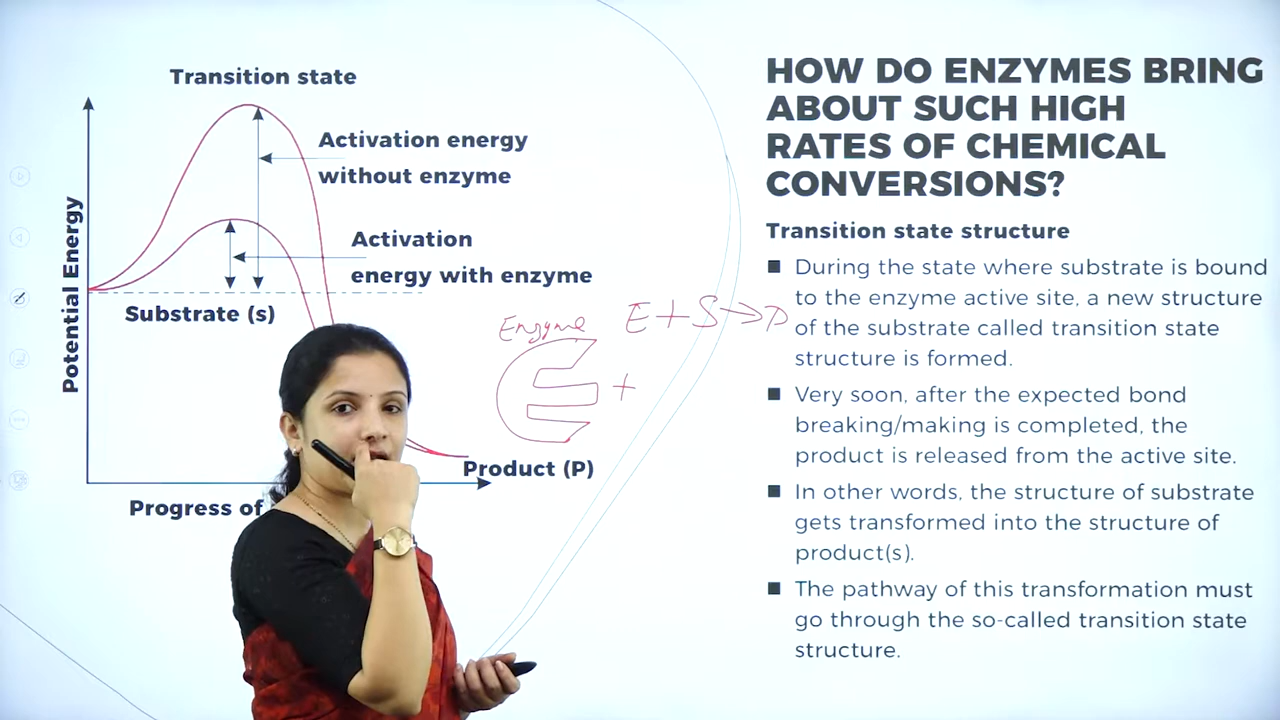 Transition state
Activation energy
without enzyme
Activation
energy with enzyme
Substrate (s)
Potential Energy
Product (P)
Progress of
Enzyme
E + S → P
+
HOW DO ENZYMES BRING
ABOUT SUCH HIGH
RATES OF CHEMICAL
CONVERSIONS?
Transition state structure
■ During the state where substrate is bound
to the enzyme active site, a new structure
of the substrate called transition state
structure is formed.
■ Very soon, after the expected bond
breaking/making is completed, the
product is released from the active site.
■ In other words, the structure of substrate
gets transformed into the structure of
product(s).
■ The pathway of this transformation must
go through the so-called transition state
structure.